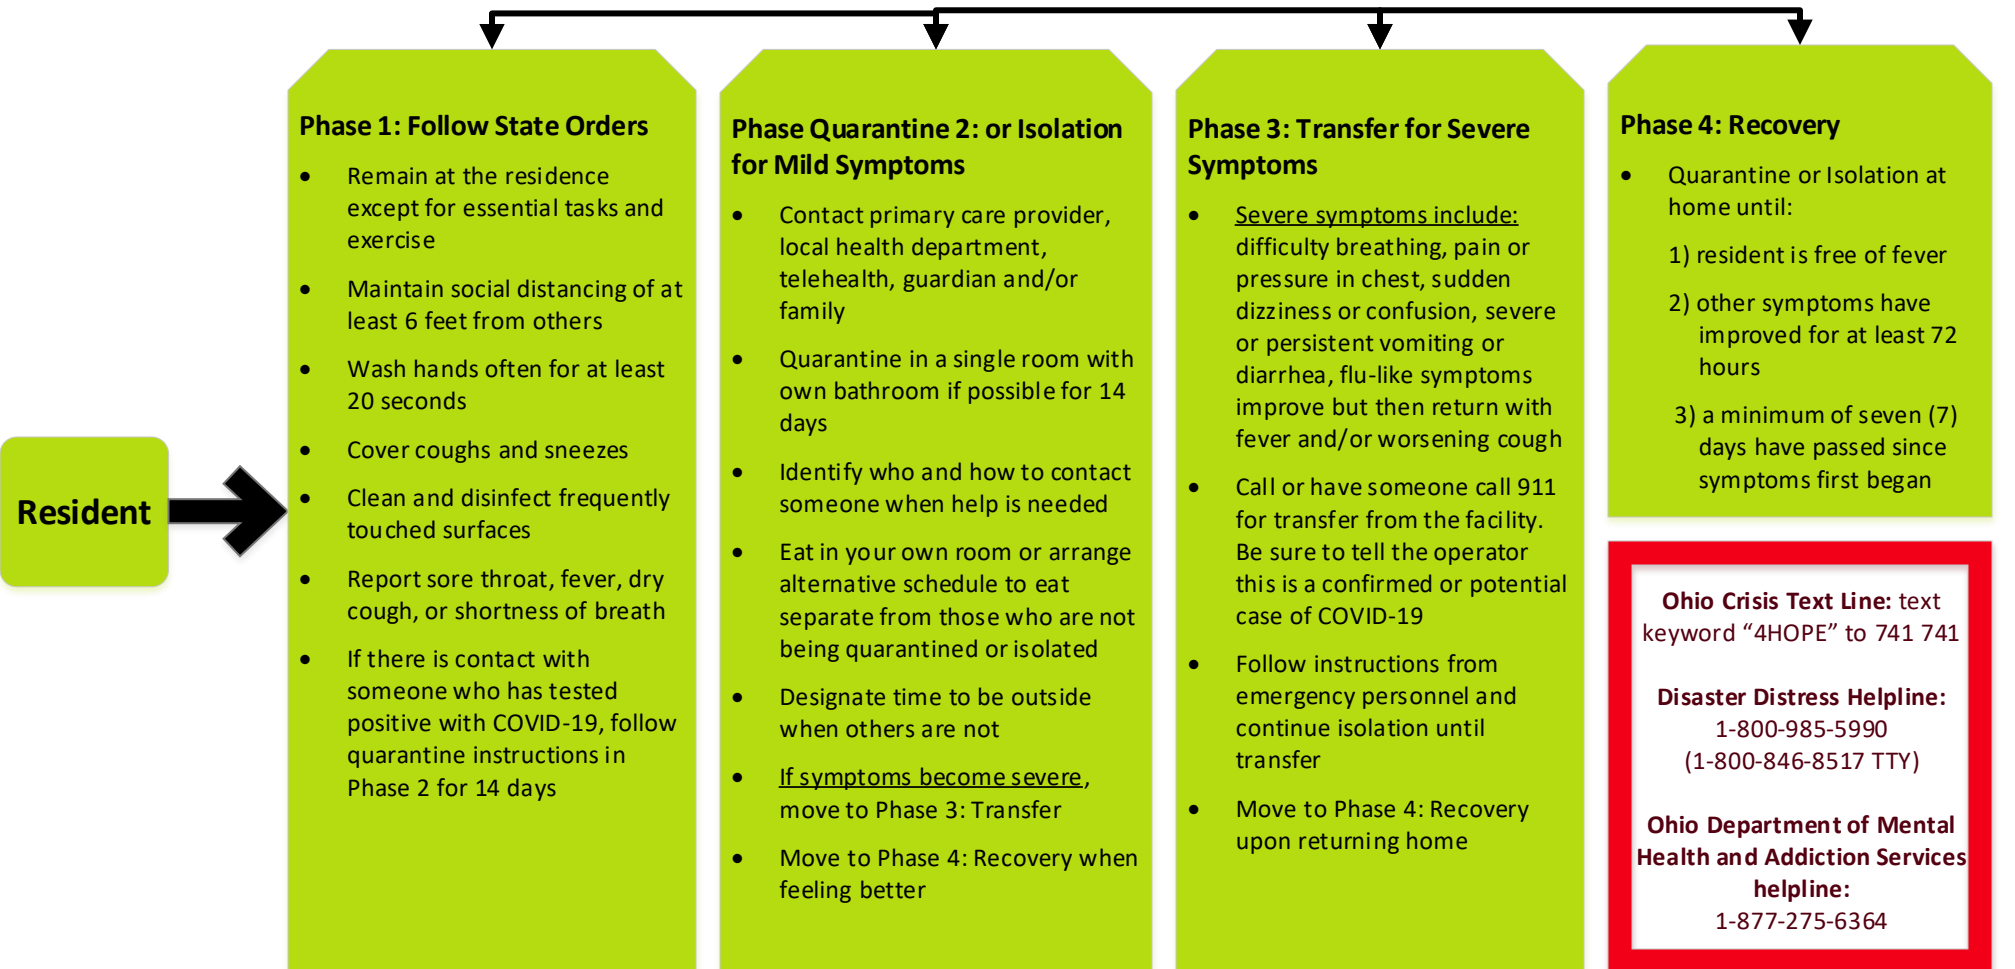 Resident
Phase 1: Follow State Orders
• Remain at the residence
except for essential tasks and
exercise
• Maintain social distancing of at
least 6 feet from others
• Wash hands often for at least
20 seconds
• Cover coughs and sneezes
• Clean and disinfect frequently
touched surfaces
• Report sore throat, fever, dry
cough, or shortness of breath
• If there is contact with
someone who has tested
positive with COVID-19, follow
quarantine instructions in
Phase 2 for 14 days
Phase Quarantine 2: or Isolation
for Mild Symptoms
• Contact primary care provider,
local health department,
telehealth, guardian and/or
family
• Quarantine in a single room with
own bathroom if possible for 14
days
• Identify who and how to contact
someone when help is needed
• Eat in your own room or arrange
alternative schedule to eat
separate from those who are not
being quarantined or isolated
• Designate time to be outside
when others are not
• If symptoms become severe,
move to Phase 3: Transfer
• Move to Phase 4: Recovery when
feeling better
Phase 3: Transfer for Severe
Symptoms
• Severe symptoms include:
difficulty breathing, pain or
pressure in chest, sudden
dizziness or confusion, severe
or persistent vomiting or
diarrhea, flu-like symptoms
improve but then return with
fever and/or worsening cough
• Call or have someone call 911
for transfer from the facility.
Be sure to tell the operator
this is a confirmed or potential
case of COVID-19
• Follow instructions from
emergency personnel and
continue isolation until
transfer
• Move to Phase 4: Recovery
upon returning home
Phase 4: Recovery
• Quarantine or Isolation at
home until:
1) resident is free of fever
2) other symptoms have
improved for at least 72
hours
3) a minimum of seven (7)
days have passed since
symptoms first began
Ohio Crisis Text Line: text
keyword “4HOPE” to 741 741
Disaster Distress Helpline:
1-800-985-5990
(1-800-846-8517 TTY)
Ohio Department of Mental
Health and Addiction Services
helpline:
1-877-275-6364